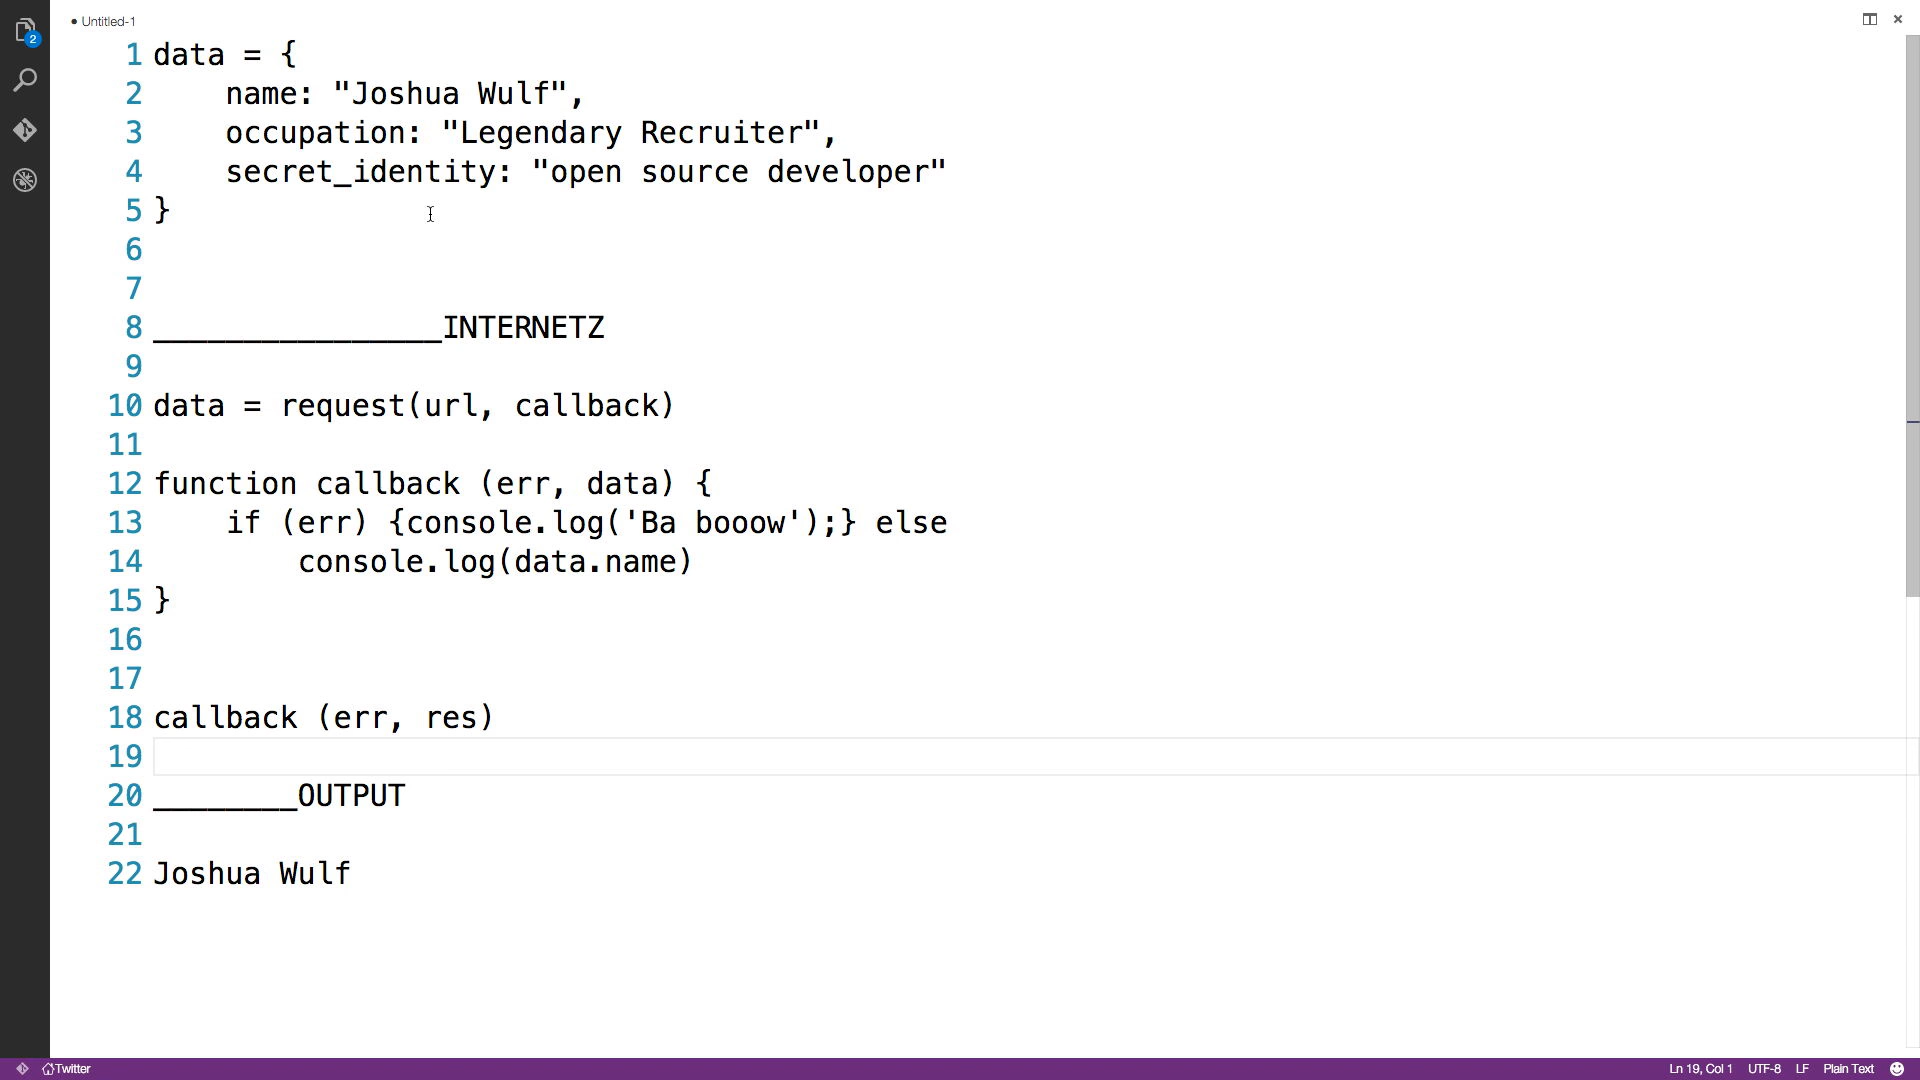 2
• Untitled-1
1 data = {
2     name: "Joshua Wulf",
3     occupation: "Legendary Recruiter",
4     secret_identity: "open source developer"
5 }
6
7
8 ________________INTERNETZ
9
10 data = request(url, callback)
11
12 function callback (err, data) {
13     if (err) {console.log('Ba booow');} else
14         console.log(data.name)
15 }
16
17
18 callback (err, res)
19
20 ________OUTPUT
21
22 Joshua Wulf
Twitter Ln 19, Col 1 UTF-8 LF Plain Text